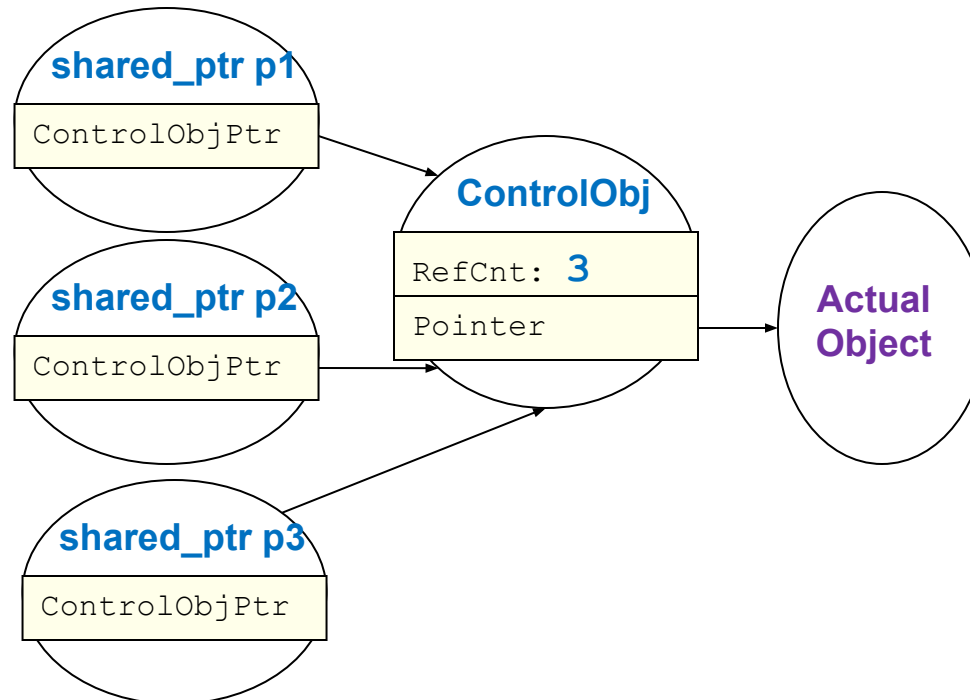 shared_ptr p1
ControlObjPtr
ControlObj
RefCnt: 3
Pointer
shared_ptr p2
ControlObjPtr
Actual
Object
shared_ptr p3
ControlObjPtr